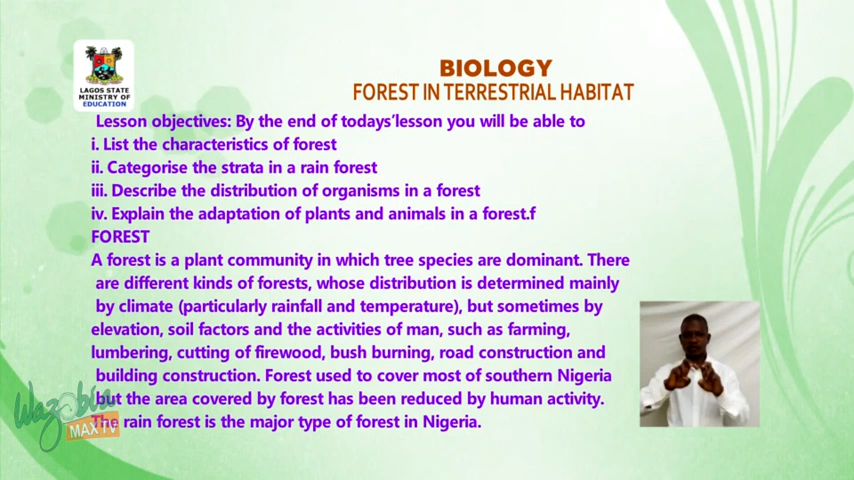 LAGOS STATE
MINISTRY OF
EDUCATION
BIOLOGY
FOREST IN TERRESTRIAL HABITAT
Lesson objectives: By the end of todays'lesson you will be able to
i. List the characteristics of forest
ii. Categorise the strata in a rain forest
iii. Describe the distribution of organisms in a forest
iv. Explain the adaptation of plants and animals in a forest.f
FOREST
A forest is a plant community in which tree species are dominant. There
are different kinds of forests, whose distribution is determined mainly
by climate (particularly rainfall and temperature), but sometimes by
elevation, soil factors and the activities of man, such as farming,
lumbering, cutting of firewood, bush burning, road construction and
building construction. Forest used to cover most of southern Nigeria
but the area covered by forest has been reduced by human activity.
The rain forest is the major type of forest in Nigeria.
Wazobia
MAX TV